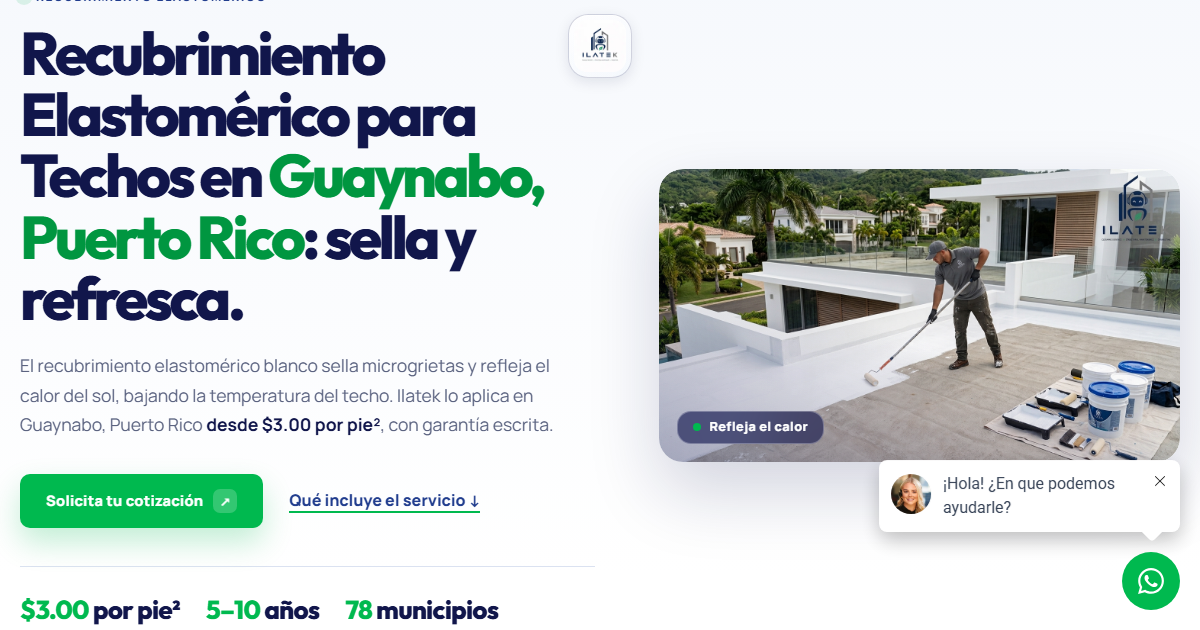 RECUBRIMIENTO ELASTOMÉRICO
ILATEK
Recubrimiento
Elastomérico para
Techos en Guaynabo,
Puerto Rico: sella y
refresca.
El recubrimiento elastomérico blanco sella microgrietas y refleja el
calor del sol, bajando la temperatura del techo. Ilatek lo aplica en
Guaynabo, Puerto Rico desde $3.00 por pie², con garantía escrita.
Solicita tu cotización ↗
Qué incluye el servicio ↓
$3.00 por pie²
5–10 años
78 municipios
ILATE
Refleja el calor
¡Hola! ¿En que podemos
ayudarle?